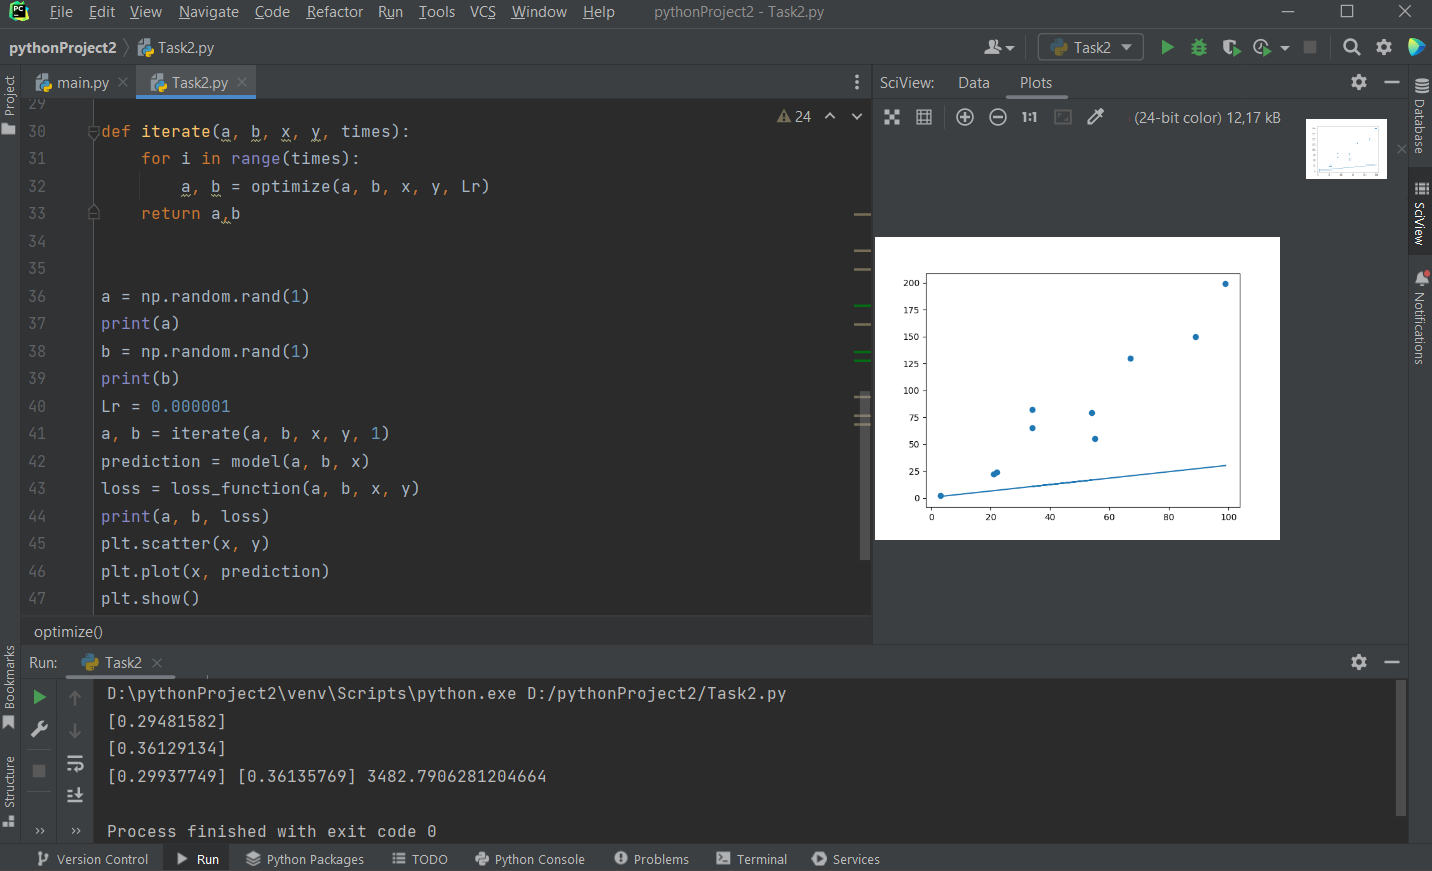 PC File Edit View Navigate Code Refactor Run Tools VCS Window Help pythonProject2 - Task2.py
pythonProject2 Task2.py Task2
Project
main.py Task2.py
SciView: Data Plots
24
1:1 (24-bit color) 12,17 kB
29
30 def iterate(a, b, x, y, times):
31 for i in range(times):
32 a, b = optimize(a, b, x, y, Lr)
33 return a,b
34
35
36 a = np.random.rand(1)
37 print(a)
38 b = np.random.rand(1)
39 print(b)
40 Lr = 0.000001
41 a, b = iterate(a, b, x, y, 1)
42 prediction = model(a, b, x)
43 loss = loss_function(a, b, x, y)
44 print(a, b, loss)
45 plt.scatter(x, y)
46 plt.plot(x, prediction)
47 plt.show()
optimize()
200
175
150
125
100
75
50
25
0
0 20 40 60 80 100
Database
SciView
Notifications
Run: Task2
Bookmarks
Structure
D:\pythonProject2\venv\Scripts\python.exe D:/pythonProject2/Task2.py
[0.29481582]
[0.36129134]
[0.29937749] [0.36135769] 3482.7906281204664
Process finished with exit code 0
Version Control Run Python Packages TODO Python Console Problems Terminal Services